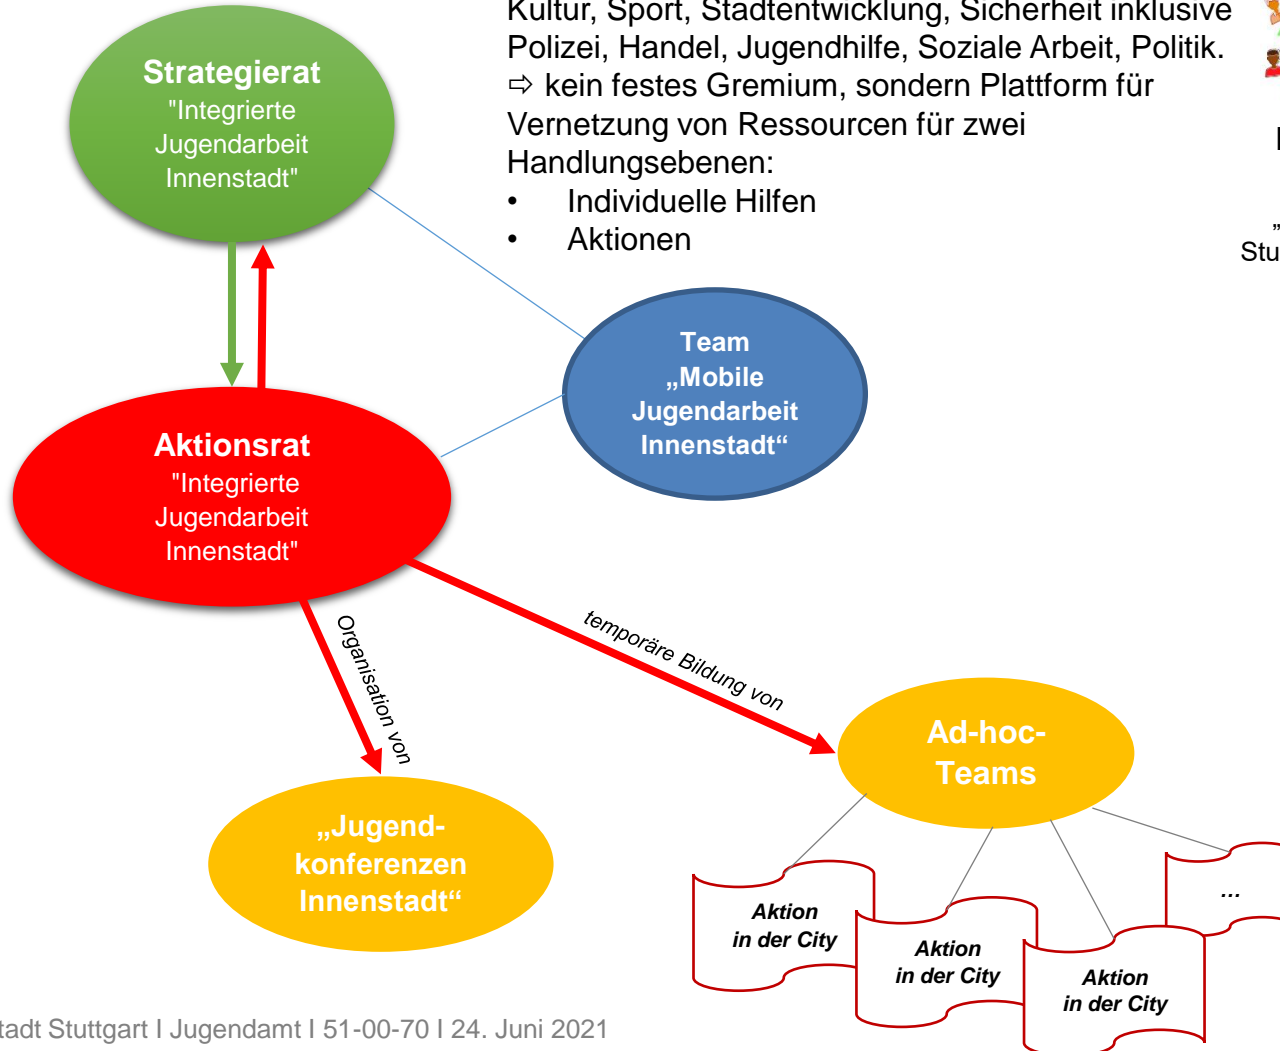 Kultur, Sport, Stadtentwicklung, Sicherheit inklusive
Polizei, Handel, Jugendhilfe, Soziale Arbeit, Politik.
⇨ kein festes Gremium, sondern Plattform für
Vernetzung von Ressourcen für zwei
Handlungsebenen:
• Individuelle Hilfen
• Aktionen
Strategierat
"Integrierte
Jugendarbeit
Innenstadt"
Team
„Mobile
Jugendarbeit
Innenstadt“
Aktionsrat
"Integrierte
Jugendarbeit
Innenstadt"
Organisation von
temporäre Bildung von
„Jugend-
konferenzen
Innenstadt“
Ad-hoc-
Teams
Aktion
in der City
Aktion
in der City
Aktion
in der City
...
tadt Stuttgart I Jugendamt I 51-00-70 I 24. Juni 2021